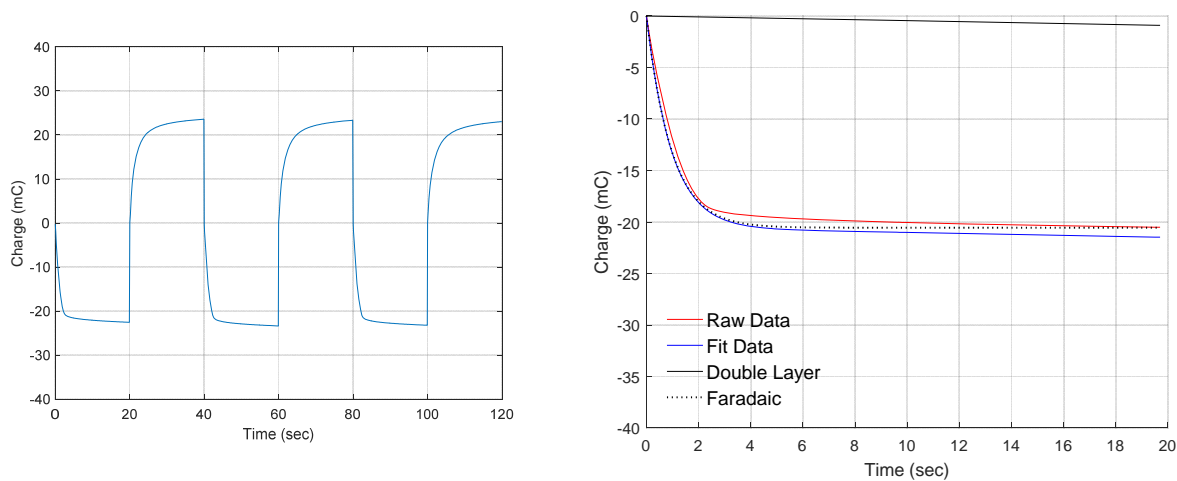 40
30
20
10
0
-10
-20
-30
-40
Charge (mC)
0 20 40 60 80 100 120
Time (sec)
0
-5
-10
-15
-20
-25
-30
-35
-40
Charge (mC)
Raw Data
Fit Data
Double Layer
Faradaic
0 2 4 6 8 10 12 14 16 18 20
Time (sec)